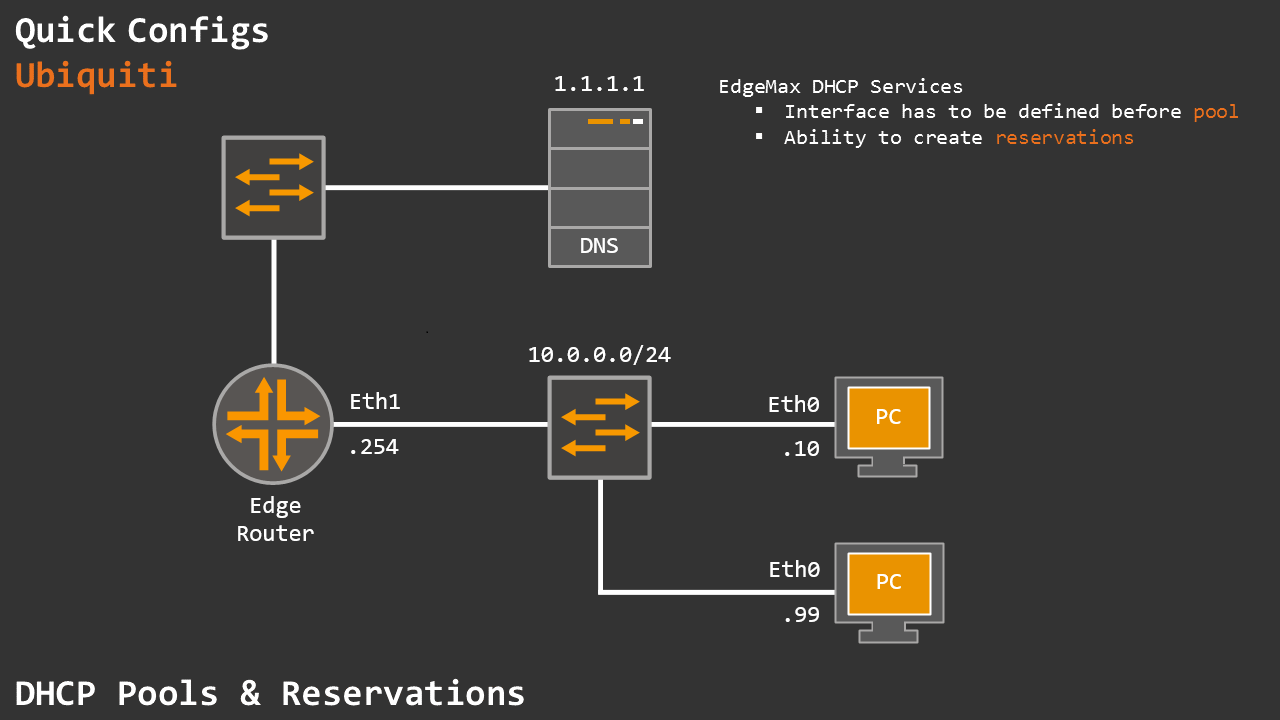 Quick Configs
Ubiquiti
1.1.1.1
EdgeMax DHCP Services
▪ Interface has to be defined before pool
▪ Ability to create reservations
DNS
10.0.0.0/24
Eth1
.254
Eth0
.10
PC
Edge
Router
Eth0
.99
PC
DHCP Pools & Reservations